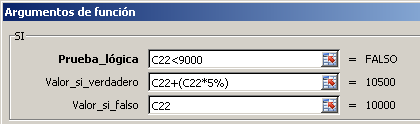 Argumentos de función
SI
Prueba_lógica C22<9000 = FALSO
Valor_si_verdadero C22+(C22*5%) = 10500
Valor_si_falso C22 = 10000